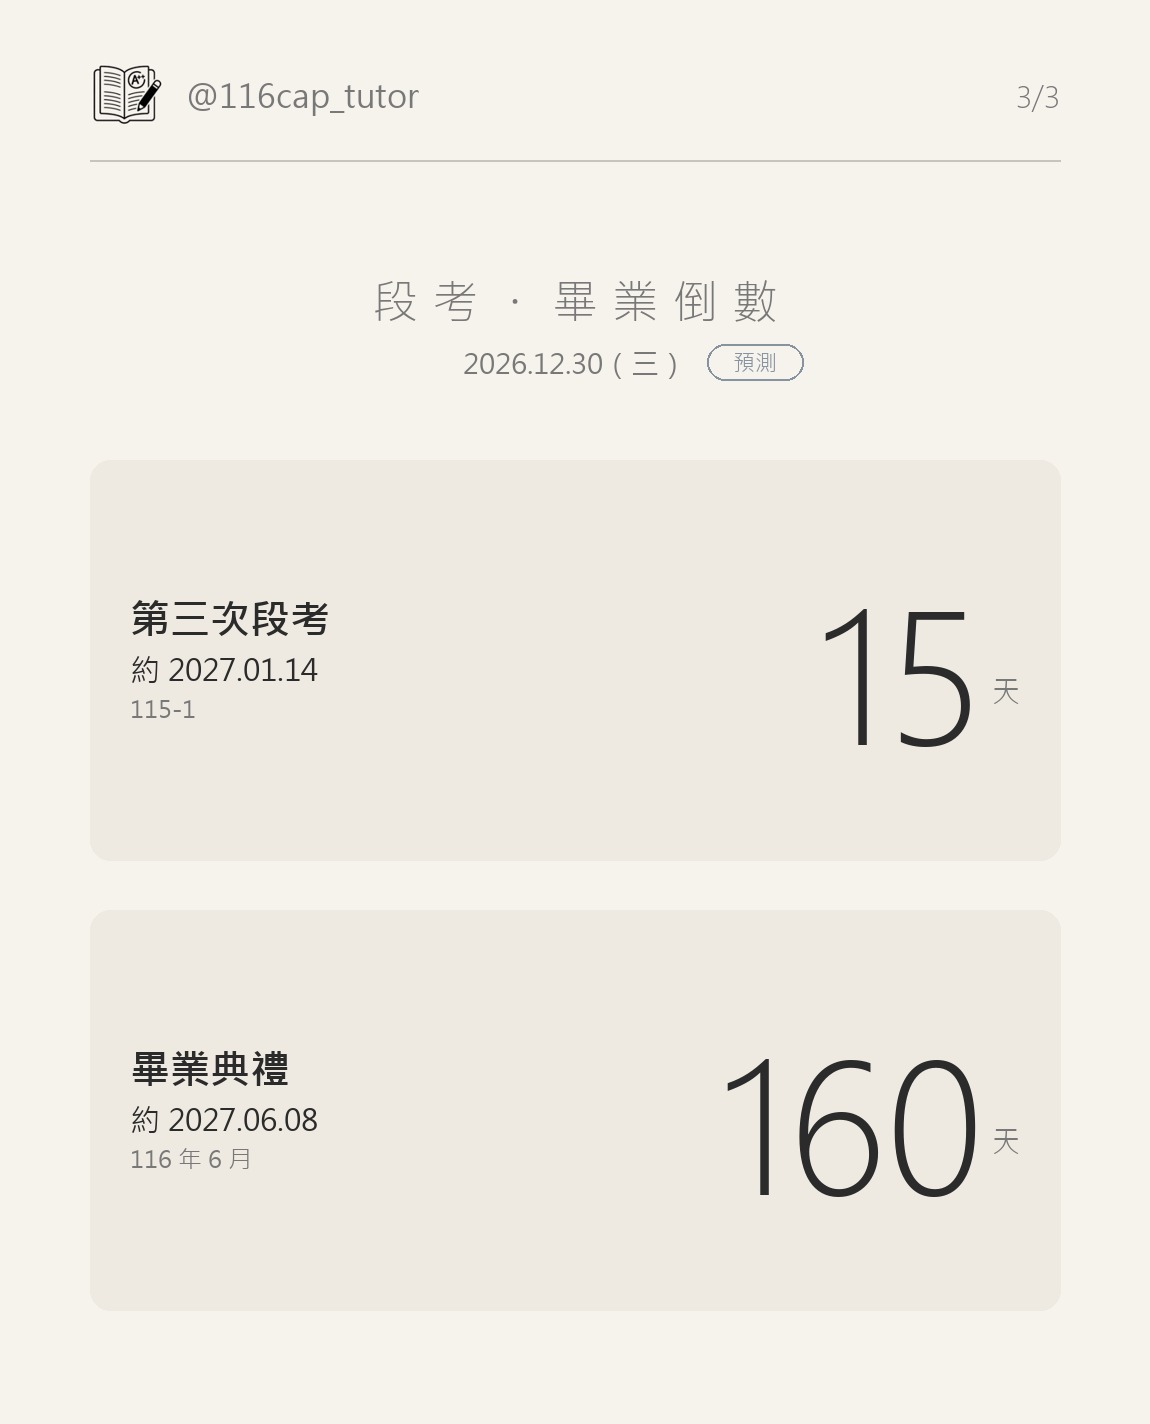 A++
@116cap_tutor
3/3
段考・畢業倒數
2026.12.30 ( 三 ) 預測
第三次段考
約 2027.01.14
115-1
15 天
畢業典禮
約 2027.06.08
116 年 6 月
160 天